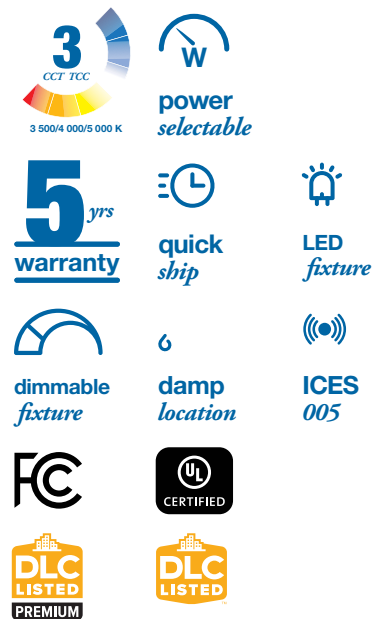 3
CCT TCC
3 500/4 000/5 000 K
W
power
selectable
5 yrs
warranty
quick
ship
LED
fixture
dimmable
fixture
damp
location
ICES
005
FC
UL
CERTIFIED
DLC
LISTED
PREMIUM
DLC
LISTED